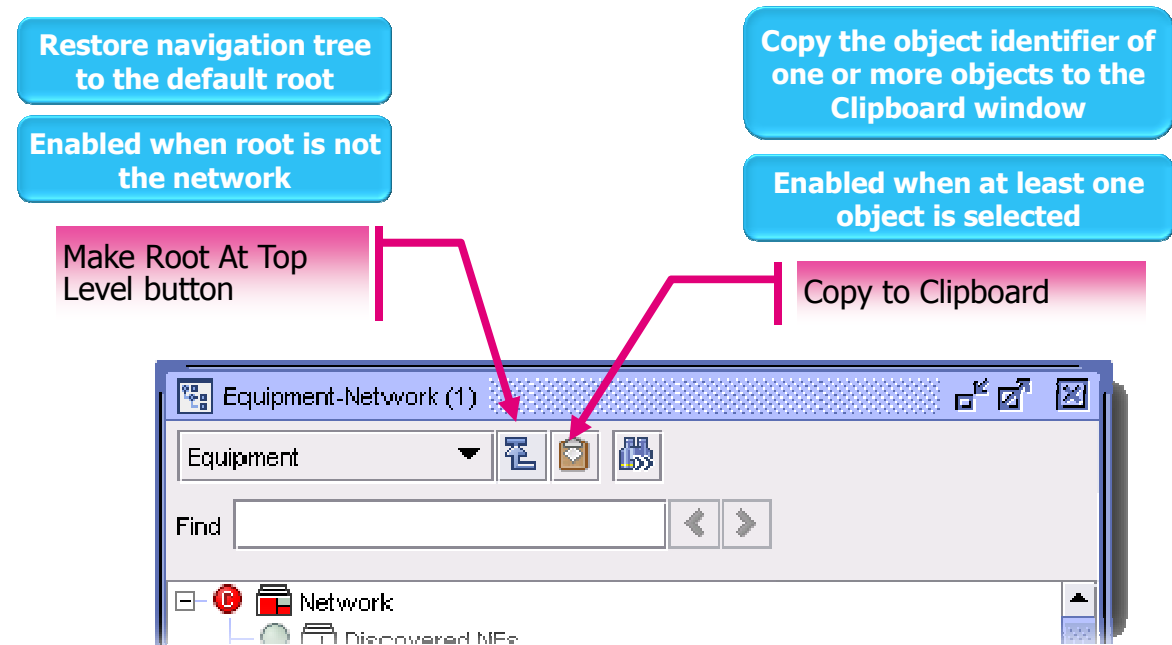 Restore navigation tree
to the default root
Enabled when root is not
the network
Copy the object identifier of
one or more objects to the
Clipboard window
Enabled when at least one
object is selected
Make Root At Top
Level button
Copy to Clipboard
Equipment-Network (1)
Equipment
Find
Network
Discovered NEs